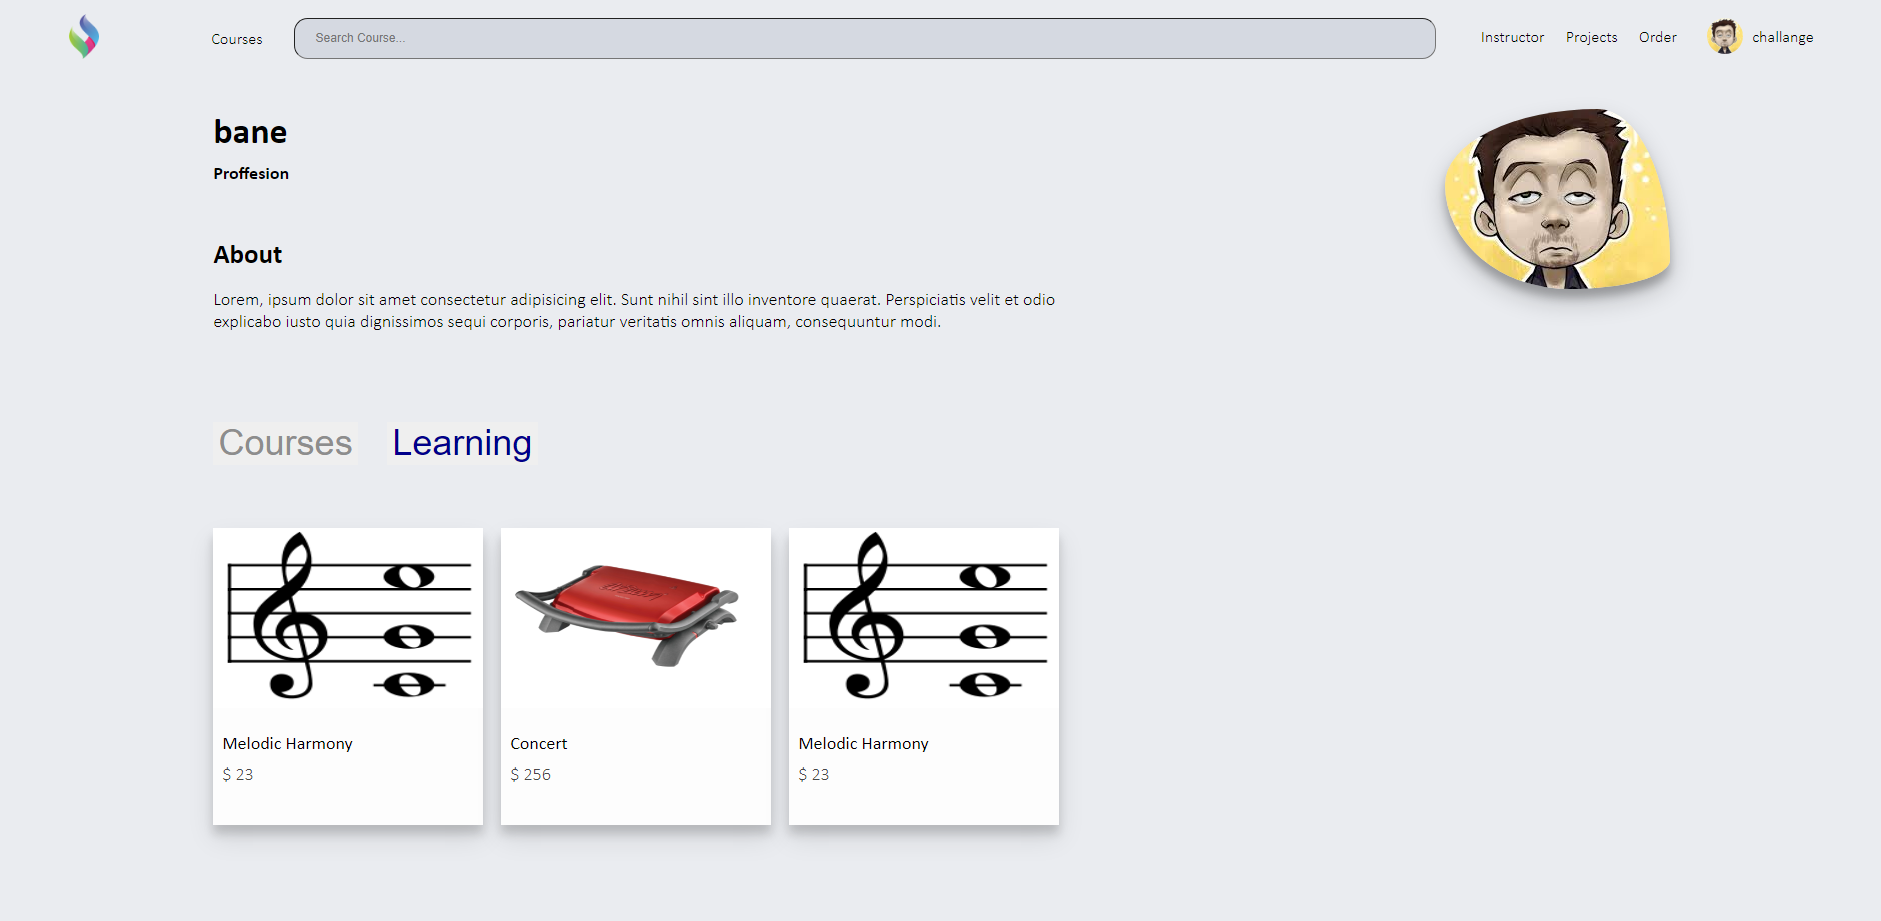 Courses
Search Course...
Instructor
Projects
Order
challange
bane
Proffesion
About
Lorem, ipsum dolor sit amet consectetur adipisicing elit. Sunt nihil sint illo inventore quaerat. Perspiciatis velit et odio
explicabo iusto quia dignissimos sequi corporis, pariatur veritatis omnis aliquam, consequuntur modi.
Courses
Learning
Melodic Harmony
$ 23
Concert
$ 256
Melodic Harmony
$ 23